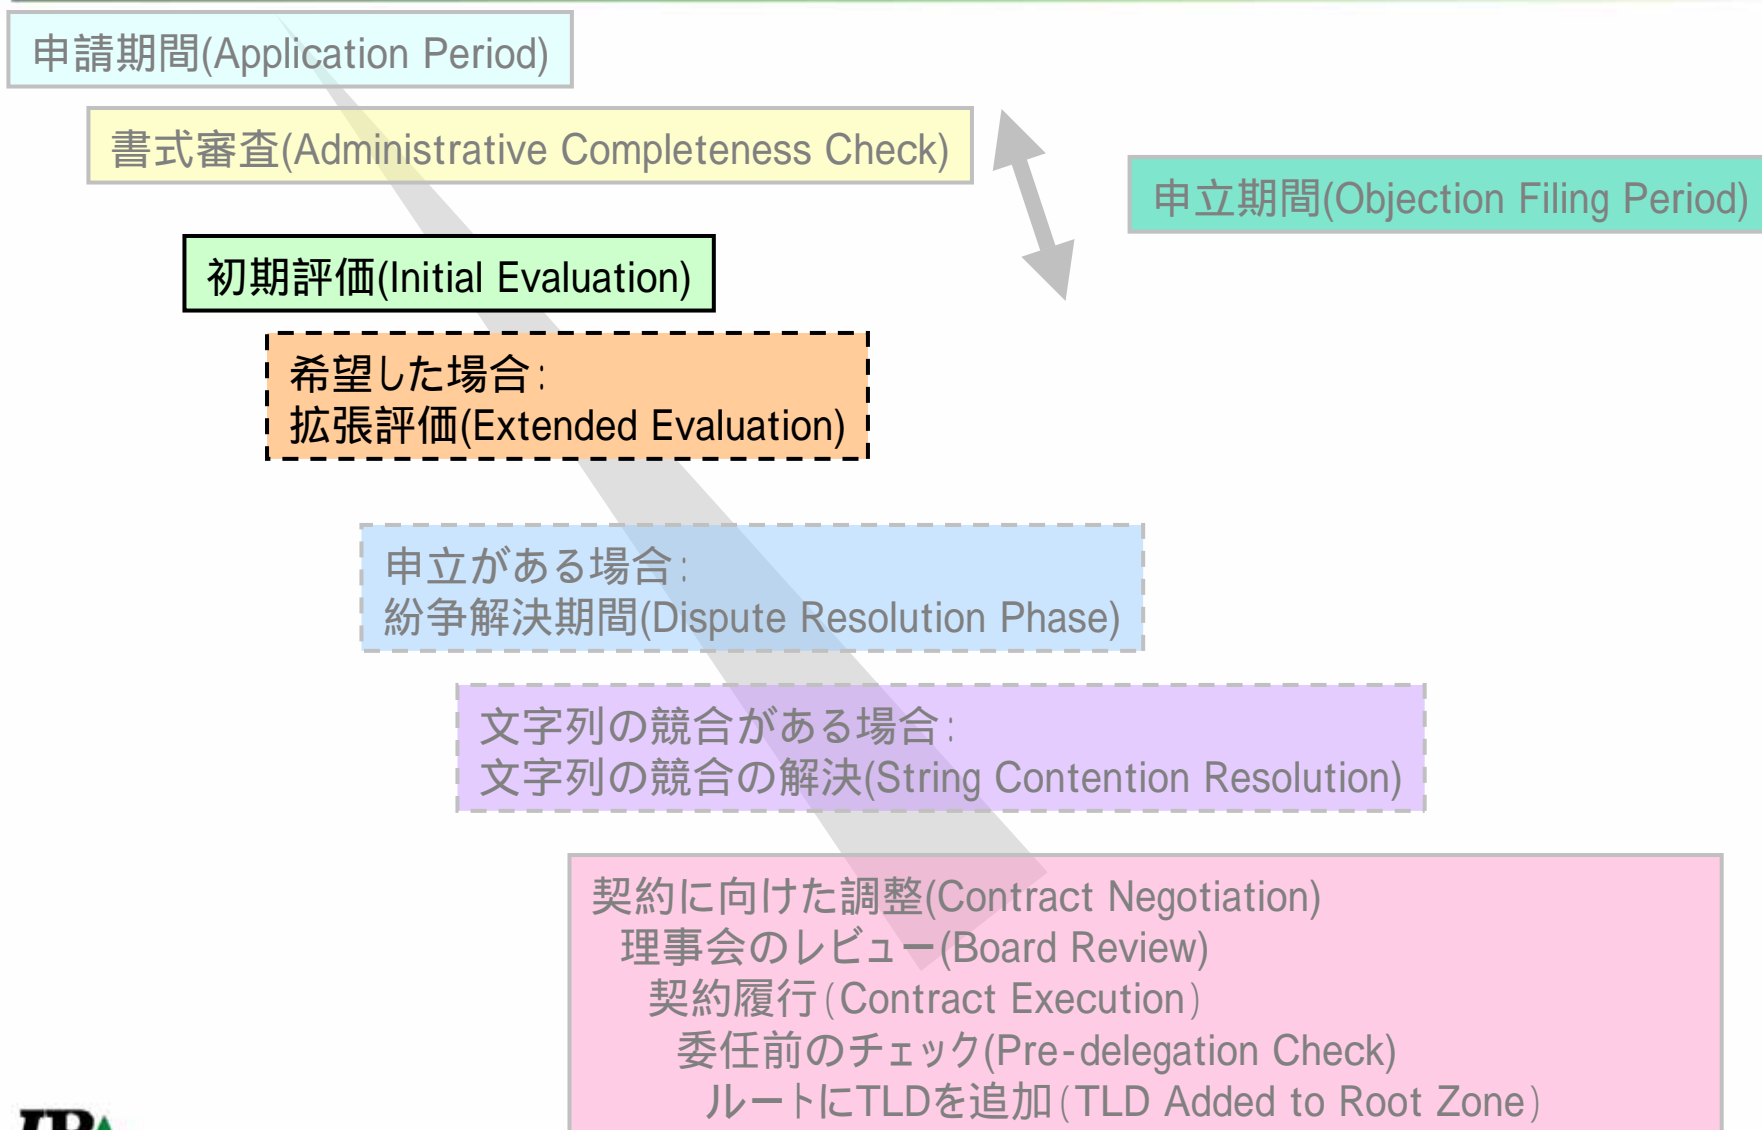 申請期間(Application Period)
書式審査(Administrative Completeness Check)
申立期間(Objection Filing Period)
初期評価(Initial Evaluation)
希望した場合:
拡張評価(Extended Evaluation)
申立がある場合:
紛争解決期間(Dispute Resolution Phase)
文字列の競合がある場合:
文字列の競合の解決(String Contention Resolution)
契約に向けた調整(Contract Negotiation)
理事会のレビュー(Board Review)
契約履行(Contract Execution)
委任前のチェック(Pre-delegation Check)
ルートにTLDを追加(TLD Added to Root Zone)